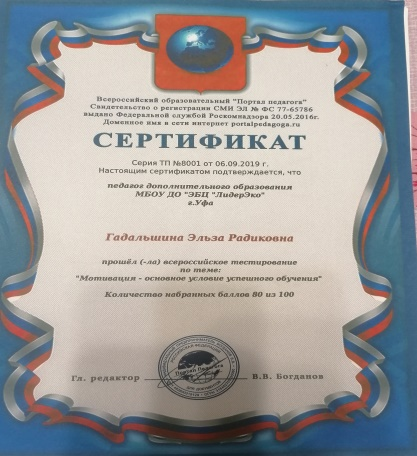 Всероссийский образовательный "Портал педагога"
Свидетельство о регистрации СМИ ЭЛ № ФС 77-65786
выдано Федеральной службой Роскомнадзора 20.05.2016г.
Доменное имя в сети интернет portalpedagoga.ru
СЕРТИФИКАТ
Серия ТП №8001 от 06.09.2019 г.
Настоящим сертификатом подтверждается, что
педагог дополнительного образования
МБОУ ДО "ЭБЦ "ЛидерЭко"
г.Уфа
Гадальшина Эльза Радиковна
прошёл (-ла) всероссийское тестирование
по теме:
"Мотивация - основное условие успешного обучения"
Количество набранных баллов 80 из 100
Портал Педагога
Гл. редактор
В.В. Богданов